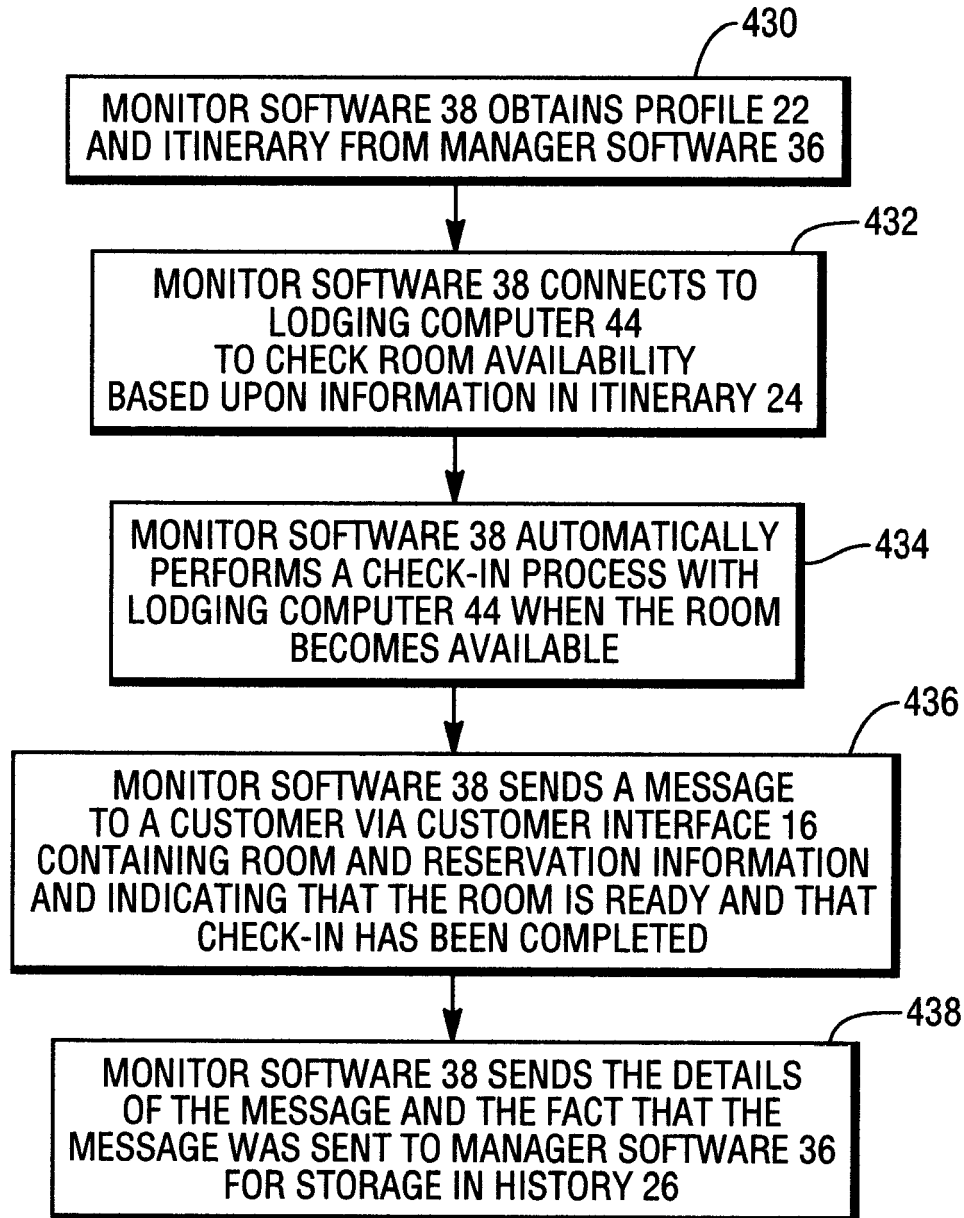 430
MONITOR SOFTWARE 38 OBTAINS PROFILE 22
AND ITINERARY FROM MANAGER SOFTWARE 36
432
MONITOR SOFTWARE 38 CONNECTS TO
LODGING COMPUTER 44
TO CHECK ROOM AVAILABILITY
BASED UPON INFORMATION IN ITINERARY 24
434
MONITOR SOFTWARE 38 AUTOMATICALLY
PERFORMS A CHECK-IN PROCESS WITH
LODGING COMPUTER 44 WHEN THE ROOM
BECOMES AVAILABLE
436
MONITOR SOFTWARE 38 SENDS A MESSAGE
TO A CUSTOMER VIA CUSTOMER INTERFACE 16
CONTAINING ROOM AND RESERVATION INFORMATION
AND INDICATING THAT THE ROOM IS READY AND THAT
CHECK-IN HAS BEEN COMPLETED
438
MONITOR SOFTWARE 38 SENDS THE DETAILS
OF THE MESSAGE AND THE FACT THAT THE
MESSAGE WAS SENT TO MANAGER SOFTWARE 36
FOR STORAGE IN HISTORY 26